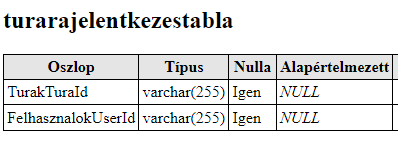 turarajelentkezestabla
Oszlop Típus Nulla Alapértelmezett
TurakTuraId varchar(255) Igen NULL
FelhasznalokUserId varchar(255) Igen NULL